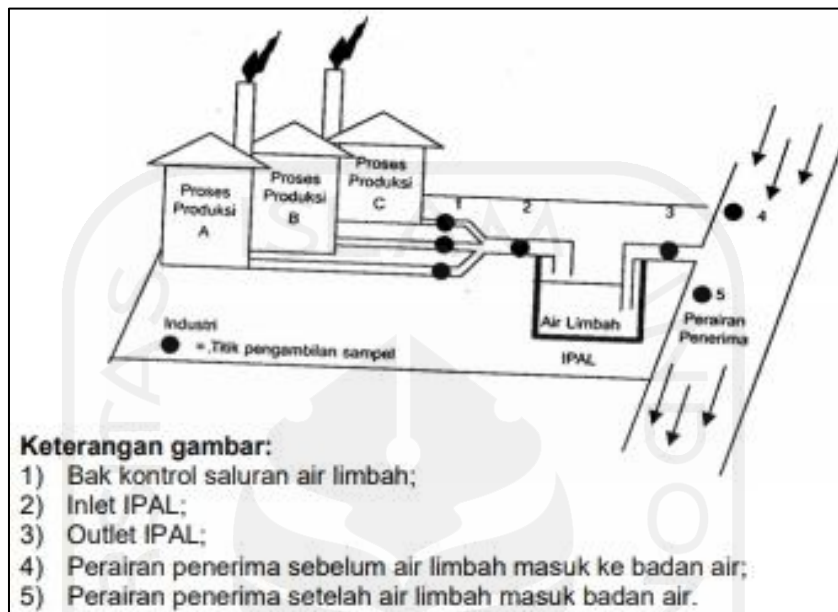 Proses
Produksi
A
Proses
Produksi
B
Proses
Produksi
C
1
2
3
4
5
Air Limbah
IPAL
Perairan
Penerima
Industri
= .Titik pengambilan sampel
Keterangan gambar:
1) Bak kontrol saluran air limbah;
2) Inlet IPAL;
3) Outlet IPAL;
4) Perairan penerima sebelum air limbah masuk ke badan air;
5) Perairan penerima setelah air limbah masuk badan air.